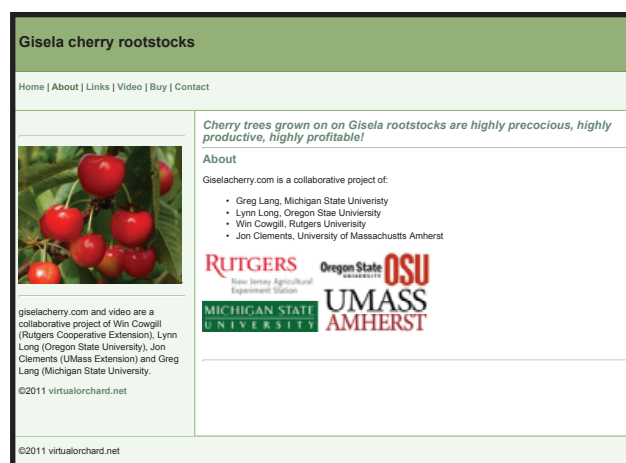 Gisela cherry rootstocks
Home | About | Links | Video | Buy | Contact
giselacherry.com and video are a
collaborative project of Win Cowgill
(Rutgers Cooperative Extension), Lynn
Long (Oregon State University), Jon
Clements (UMass Extension) and Greg
Lang (Michigan State University.
©2011 virtualorchard.net
Cherry trees grown on on Gisela rootstocks are highly precocious, highly
productive, highly profitable!
About
Giselacherry.com is a collaborative project of:
• Greg Lang, Michigan State Univeristy
• Lynn Long, Oregon Stae Univiersity
• Win Cowgill, Rutgers Univerisity
• Jon Clements, University of Massachustts Amherst
RUTGERS
New Jersey Agricultural
Experiment Station
Oregon State OSU
UNIVERSITY
MICHIGAN STATE
UNIVERSITY
UMASS
AMHERST
©2011 virtualorchard.net